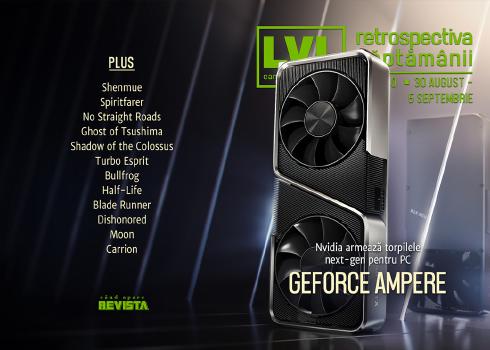 PLUS
Shenmue
Spiritfarer
No Straight Roads
Ghost of Tsushima
Shadow of the Colossus
Turbo Esprit
Bullfrog
Half-Life
Blade Runner
Dishonored
Moon
Carrion
când apare
REVISTA
LVL
retrospectiva
săptămânii
30 AUGUST -
5 SEPTEMBRIE
Nvidia armează torpilele
next-gen pentru PC
GEFORCE AMPERE